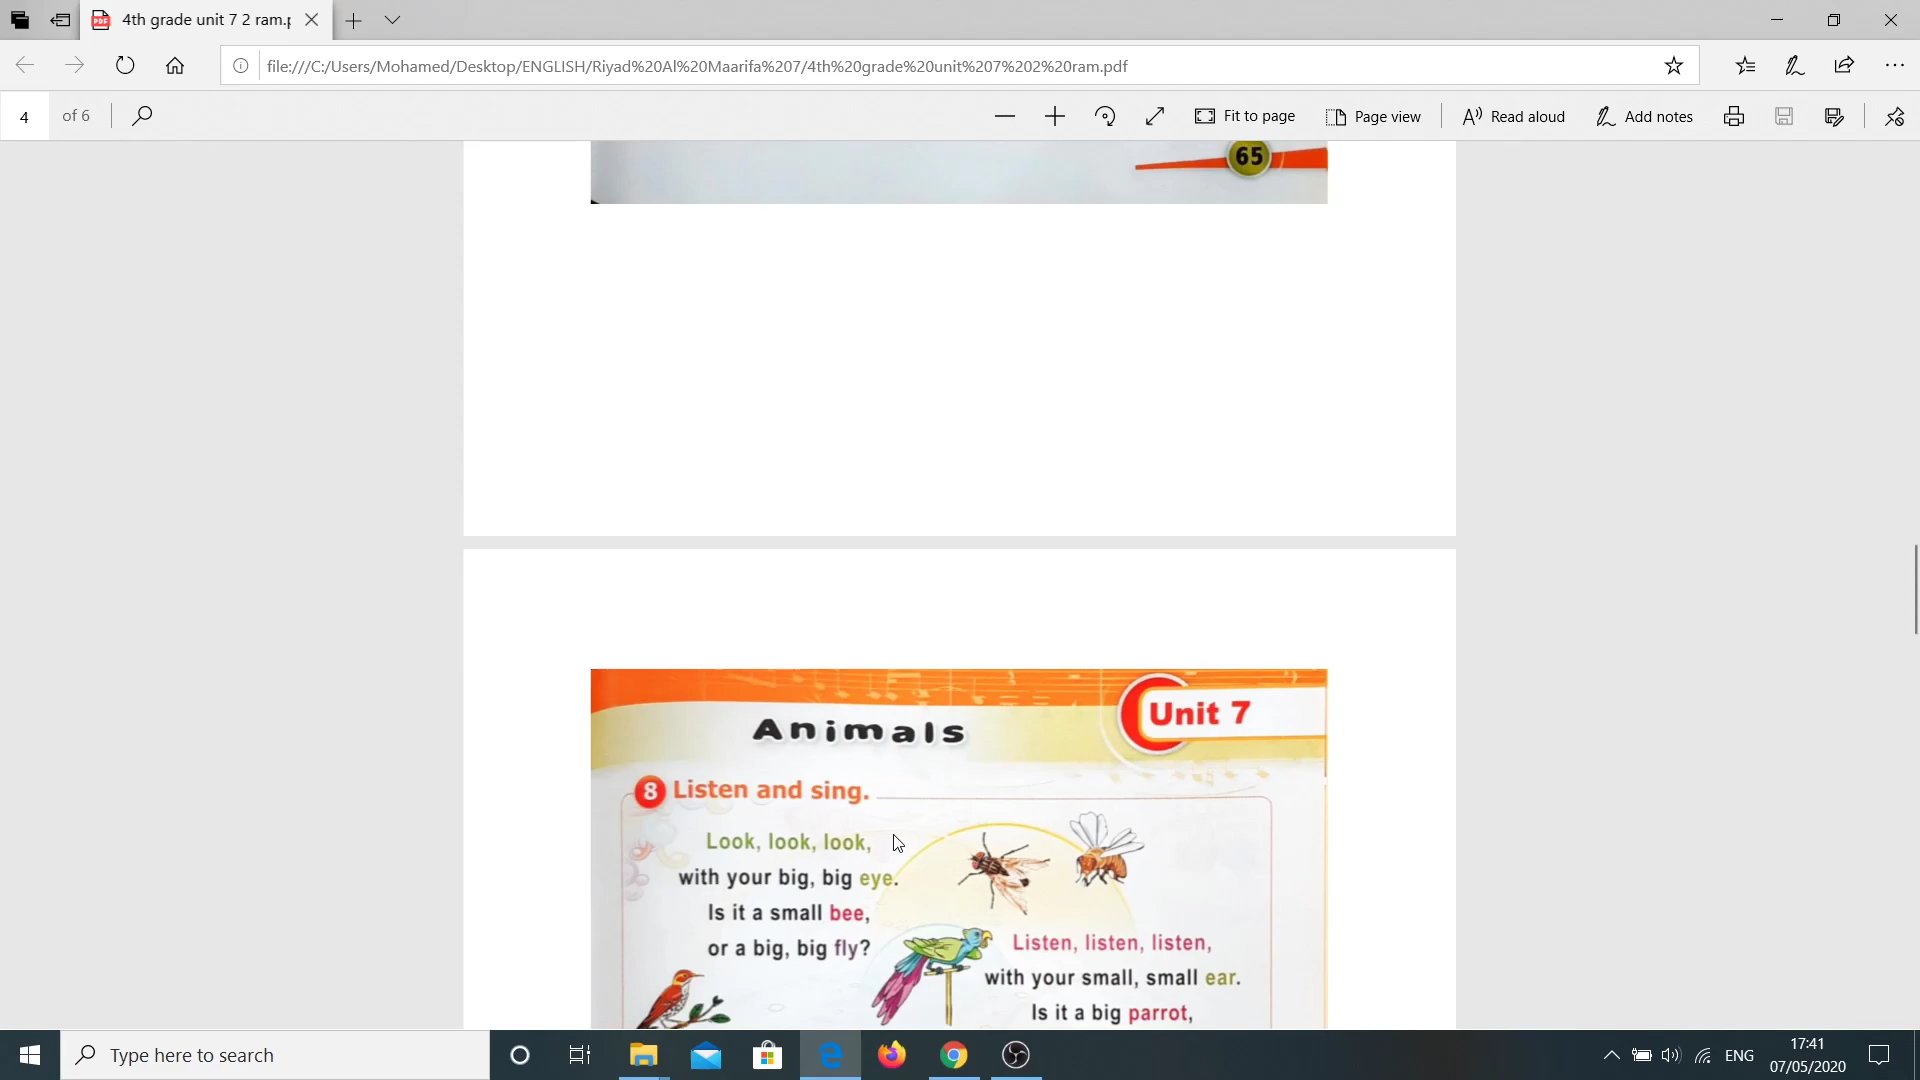 4th grade unit 7 2 ram.p
file:///C:/Users/Mohamed/Desktop/ENGLISH/Riyad%20Al%20Maarifa%207/4th%20grade%20unit%207%202%20ram.pdf
4 of 6
Fit to page
Page view
Read aloud
Add notes
65
Animals
Unit 7
8 Listen and sing.
Look, look, look,
with your big, big eye.
Is it a small bee,
or a big, big fly?
Listen, listen, listen,
with your small, small ear.
Is it a big parrot,
Type here to search
ENG
17:41
07/05/2020